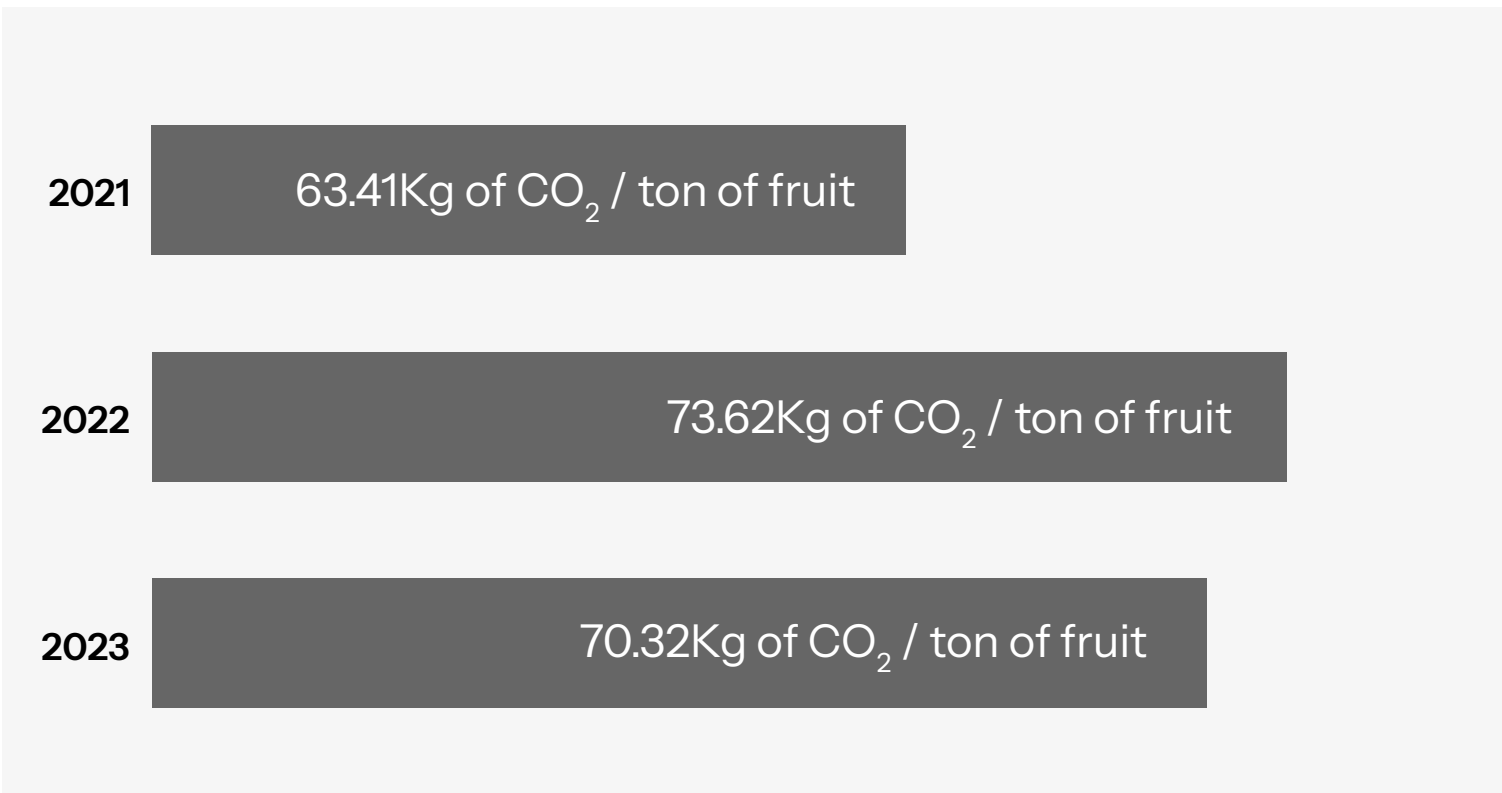 2021 63.41Kg of CO₂ / ton of fruit
2022 73.62Kg of CO₂ / ton of fruit
2023 70.32Kg of CO₂ / ton of fruit